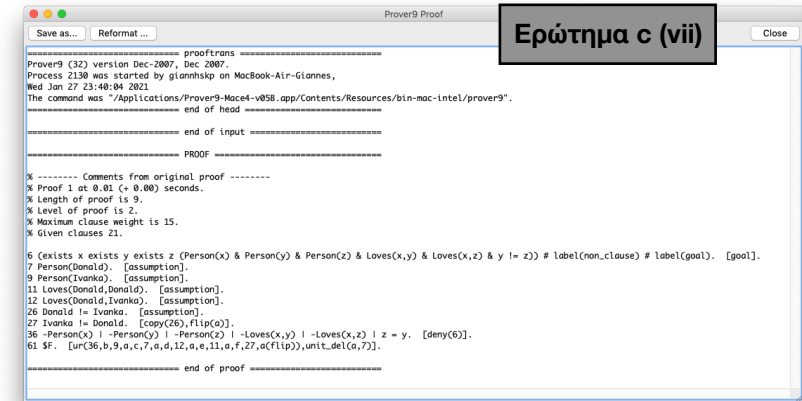 Prover9 Proof
Save as... Reformat ... Close
Ερώτημα c (vii)
============================== prooftrans ============================
Prover9 (32) version Dec-2007, Dec 2007.
Process 2130 was started by giannhskp on MacBook-Air-Giannes,
Wed Jan 27 23:40:04 2021
The command was "/Applications/Prover9-Mace4-v05B.app/Contents/Resources/bin-mac-intel/prover9".
============================== end of head ===========================
============================== end of input ==========================
============================== PROOF =================================
% -------- Comments from original proof --------
% Proof 1 at 0.01 (+ 0.00) seconds.
% Length of proof is 9.
% Level of proof is 2.
% Maximum clause weight is 15.
% Given clauses 21.
6 (exists x exists y exists z (Person(x) & Person(y) & Person(z) & Loves(x,y) & Loves(x,z) & y != z)) # label(non_clause) # label(goal). [goal].
7 Person(Donald). [assumption].
9 Person(Ivanka). [assumption].
11 Loves(Donald,Donald). [assumption].
12 Loves(Donald,Ivanka). [assumption].
26 Donald != Ivanka. [assumption].
27 Ivanka != Donald. [copy(26),flip(a)].
36 -Person(x) | -Person(y) | -Person(z) | -Loves(x,y) | -Loves(x,z) | z = y. [deny(6)].
61 $F. [ur(36,b,9,a,c,7,a,d,12,a,e,11,a,f,27,a(flip)),unit_del(a,7)].
============================== end of proof ==========================